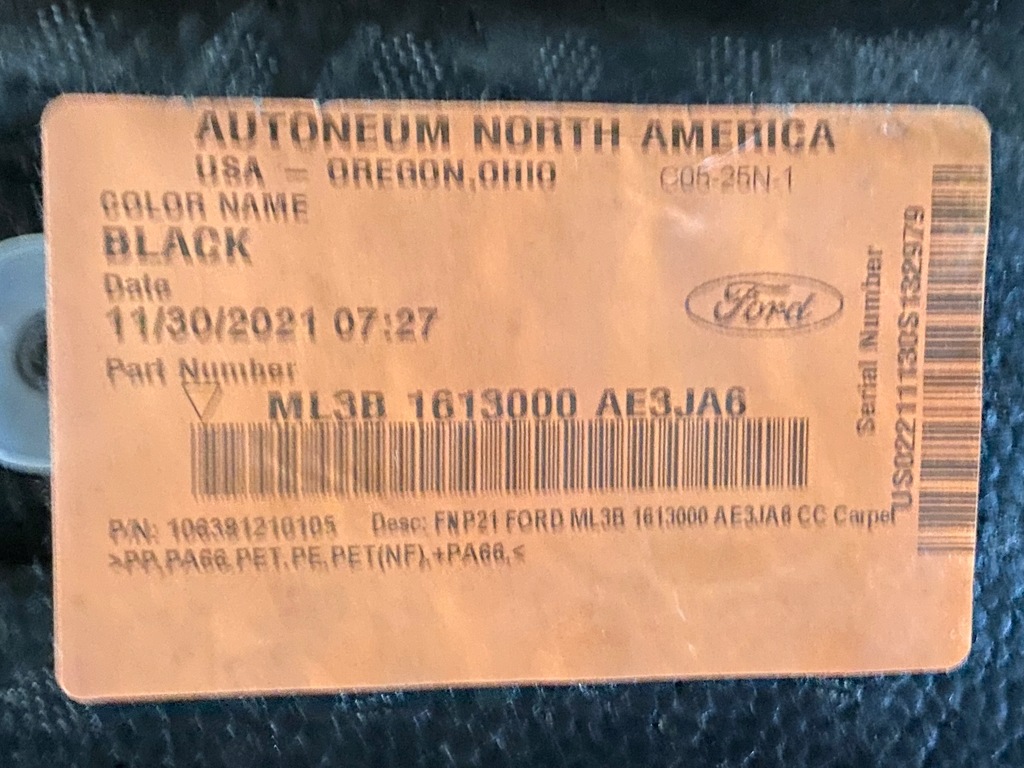 AUTONEUM NORTH AMERICA
USA - OREGON,OHIO
C05-25N-1
COLOR NAME
BLACK
Date
11/30/2021 07:27
Ford
Part Number
ML3B 1613000 AE3JA6
P/N: 106391210105 Desc: FNP21 FORD ML3B 1613000 AE3JA6 CC Carpet
>PP,PA66,PET,PE,PET(NF),+PA66,<
Serial Number
US02211130S132979